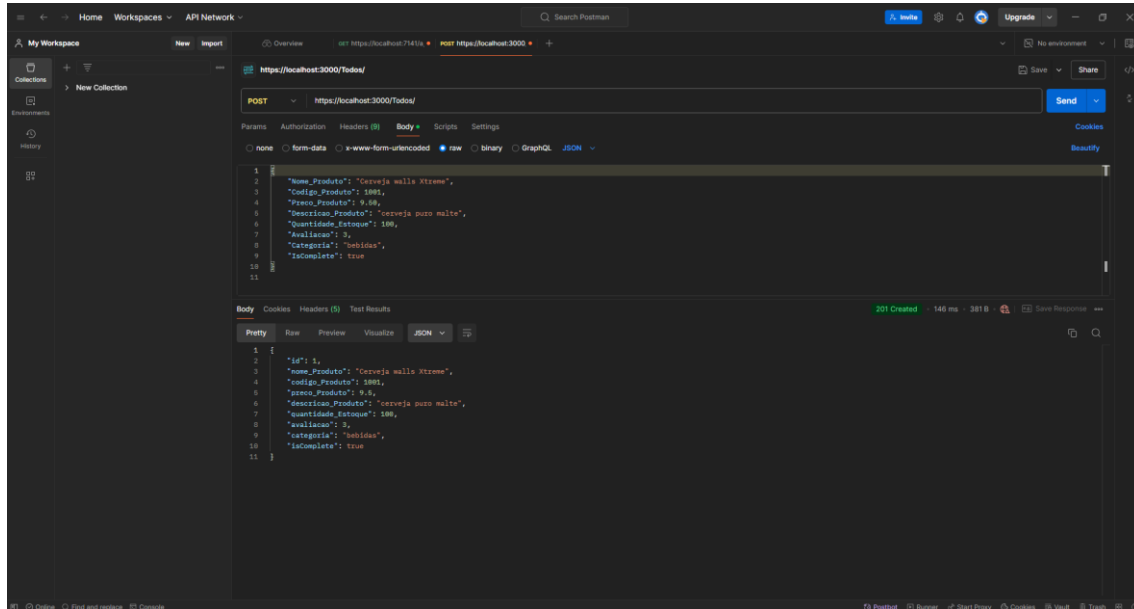 Home Workspaces API Network Search Postman Invite Upgrade
My Workspace New Import Overview GET https://localhost:7141/a POST https://localhost:3000 No environment
Collections
New Collection
Environments
History
https://localhost:3000/Todos/ Save Share
POST https://localhost:3000/Todos/ Send
Params Authorization Headers (9) Body Scripts Settings Cookies
none form-data x-www-form-urlencoded raw binary GraphQL JSON Beautify
1 {
2 "Nome_Produto": "Cerveja walls Xtreme",
3 "Codigo_Produto": 1001,
4 "Preco_Produto": 9.50,
5 "Descricao_Produto": "cerveja puro malte",
6 "Quantidade_Estoque": 100,
7 "Avaliacao": 3,
8 "Categoria": "bebidas",
9 "IsComplete": true
10 }
11
Body Cookies Headers (5) Test Results 201 Created 146 ms 381 B Save Response
Pretty Raw Preview Visualize JSON
1 {
2 "id": 1,
3 "nome_Produto": "Cerveja walls Xtreme",
4 "codigo_Produto": 1001,
5 "preco_Produto": 9.5,
6 "descricao_Produto": "cerveja puro malte",
7 "quantidade_Estoque": 100,
8 "avaliacao": 3,
9 "categoria": "bebidas",
10 "isComplete": true
11 }
Online Find and replace Console Postbot Runner Start Proxy Cookies Vault Trash